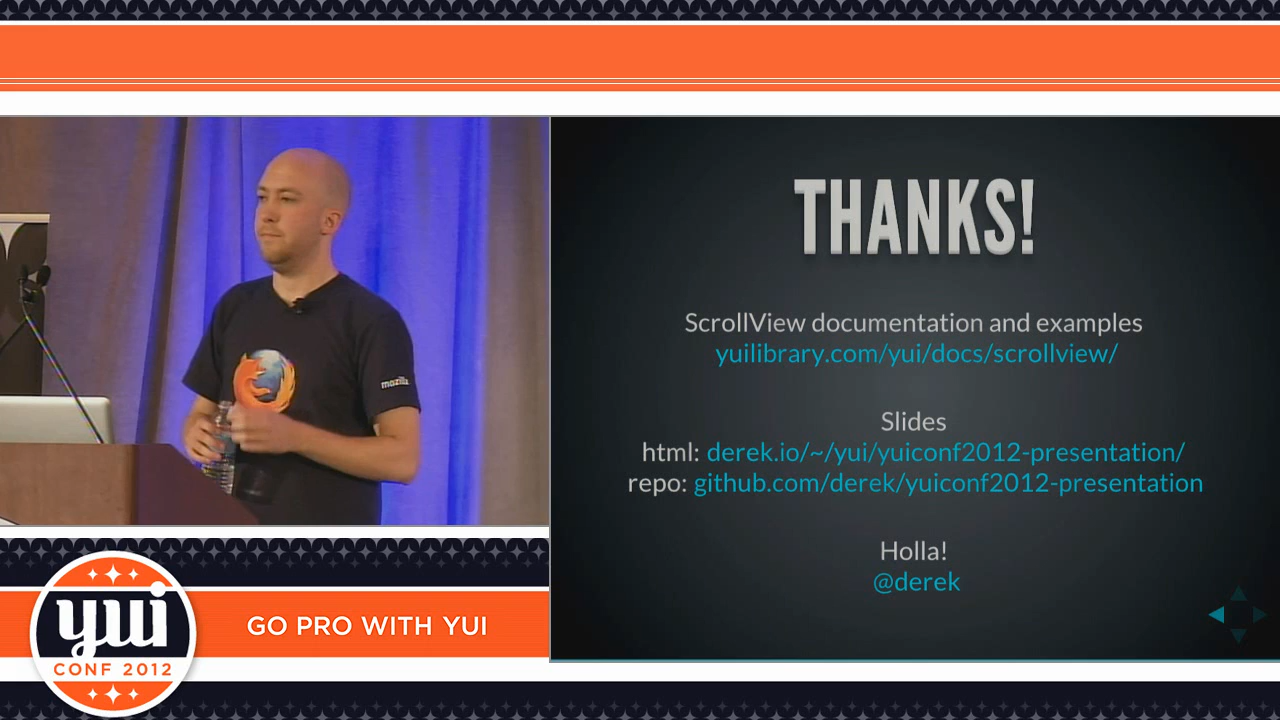 THANKS!
ScrollView documentation and examples
yuilibrary.com/yui/docs/scrollview/
Slides
html: derek.io/~/yui/yuiconf2012-presentation/
repo: github.com/derek/yuiconf2012-presentation
Holla!
@derek
mozilla
yui
CONF 2012
GO PRO WITH YUI